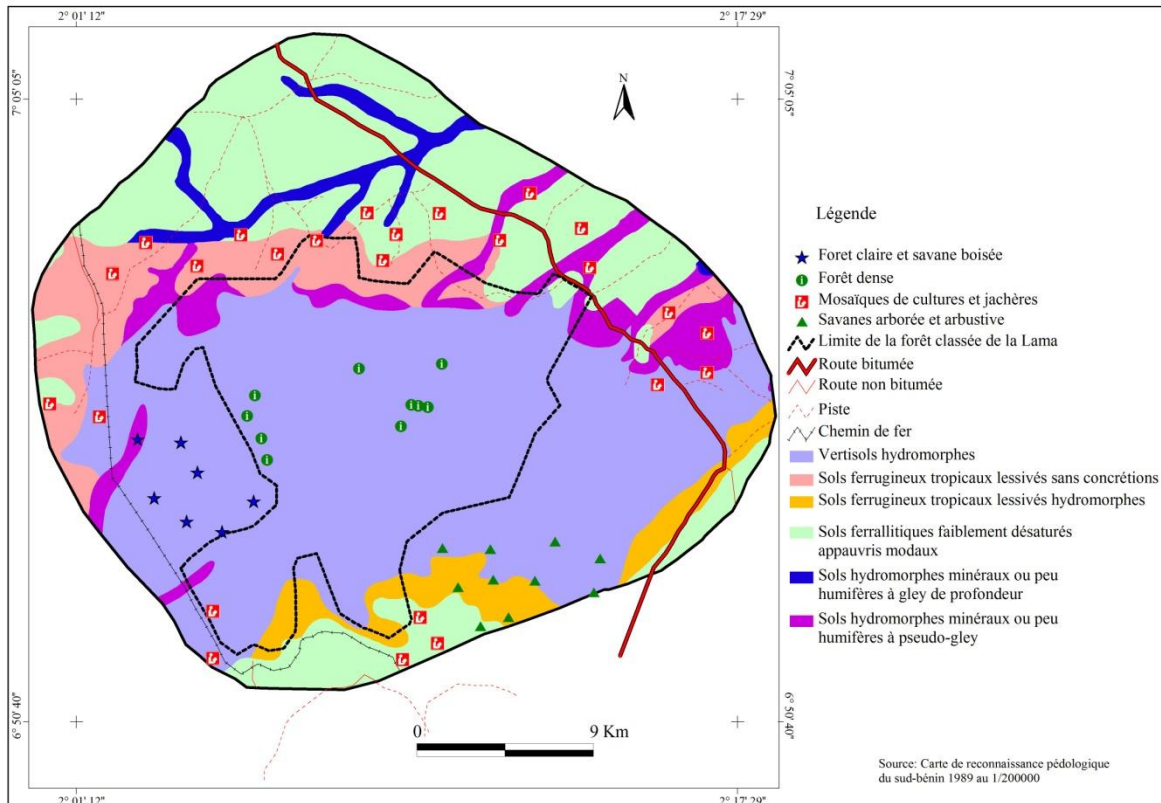 2° 01' 12"
2° 17' 29"
7° 05' 05"
7° 05' 05"
N
Légende
Foret claire et savane boisée
Forêt dense
Mosaïques de cultures et jachères
Savanes arborée et arbustive
Limite de la forêt classée de la Lama
Route bitumée
Route non bitumée
Piste
Chemin de fer
Vertisols hydromorphes
Sols ferrugineux tropicaux lessivés sans concrétions
Sols ferrugineux tropicaux lessivés hydromorphes
Sols ferrallitiques faiblement désaturés
appauvris modaux
Sols hydromorphes minéraux ou peu
humifères à gley de profondeur
Sols hydromorphes minéraux ou peu
humifères à pseudo-gley
6° 50' 40"
6° 50' 40"
0 9 Km
Source: Carte de reconnaissance pédologique
du sud-bénin 1989 au 1/200000
2° 01' 12"
2° 17' 29"